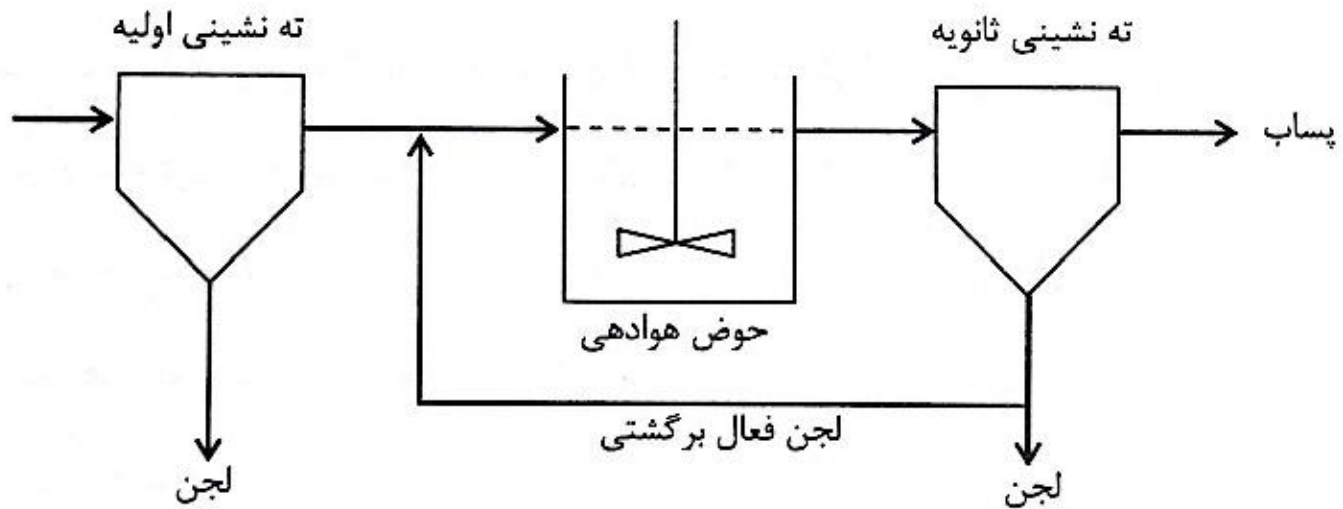 ته نشینی اولیه
ته نشینی ثانویه
پساب
حوض هوادهی
لجن فعال برگشتی
لجن
لجن